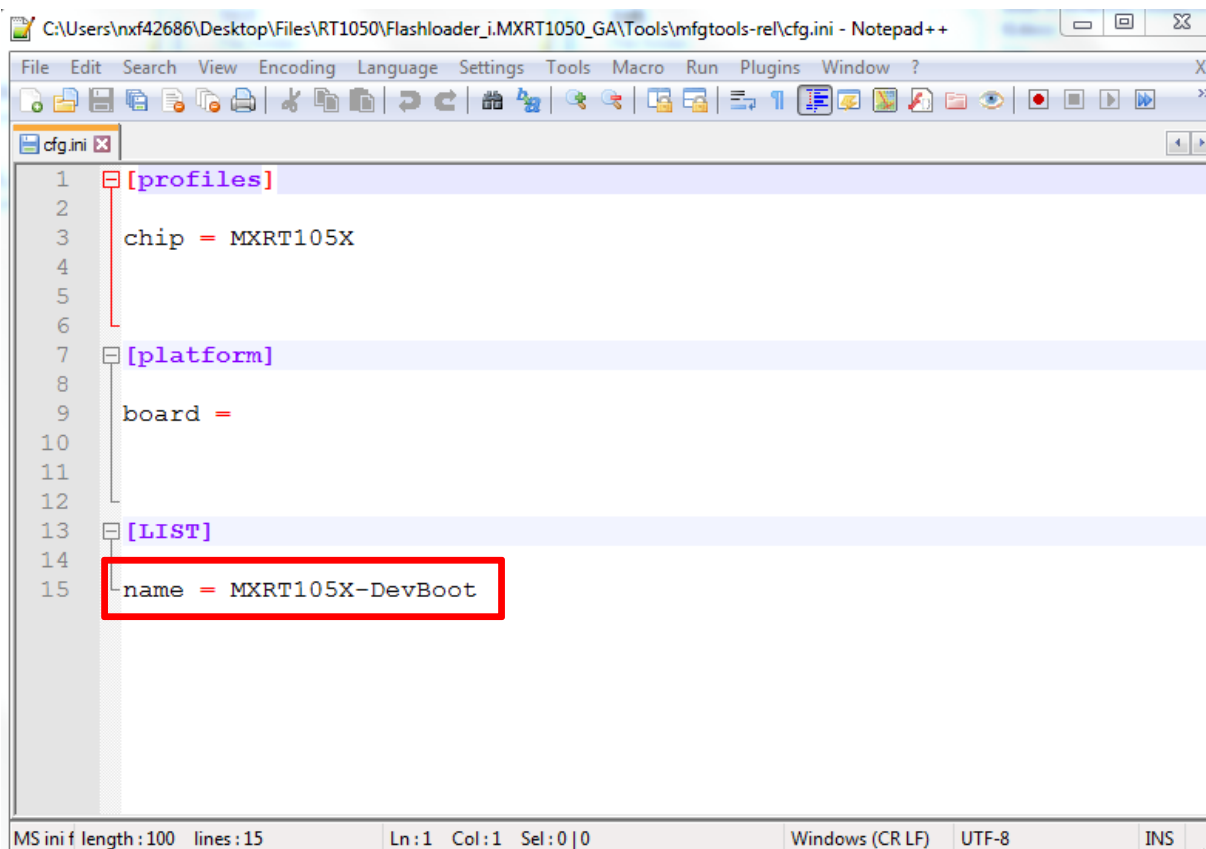 C:\Users\nxf42686\Desktop\Files\RT1050\Flashloader_i.MXRT1050_GA\Tools\mfgtools-rel\cfg.ini - Notepad++
File Edit Search View Encoding Language Settings Tools Macro Run Plugins Window ? X
cfg.ini
1 [profiles]
2
3 chip = MXRT105X
4
5
6
7 [platform]
8
9 board =
10
11
12
13 [LIST]
14
15 name = MXRT105X-DevBoot
MS ini f length : 100 lines : 15 Ln : 1 Col : 1 Sel : 0 | 0 Windows (CR LF) UTF-8 INS